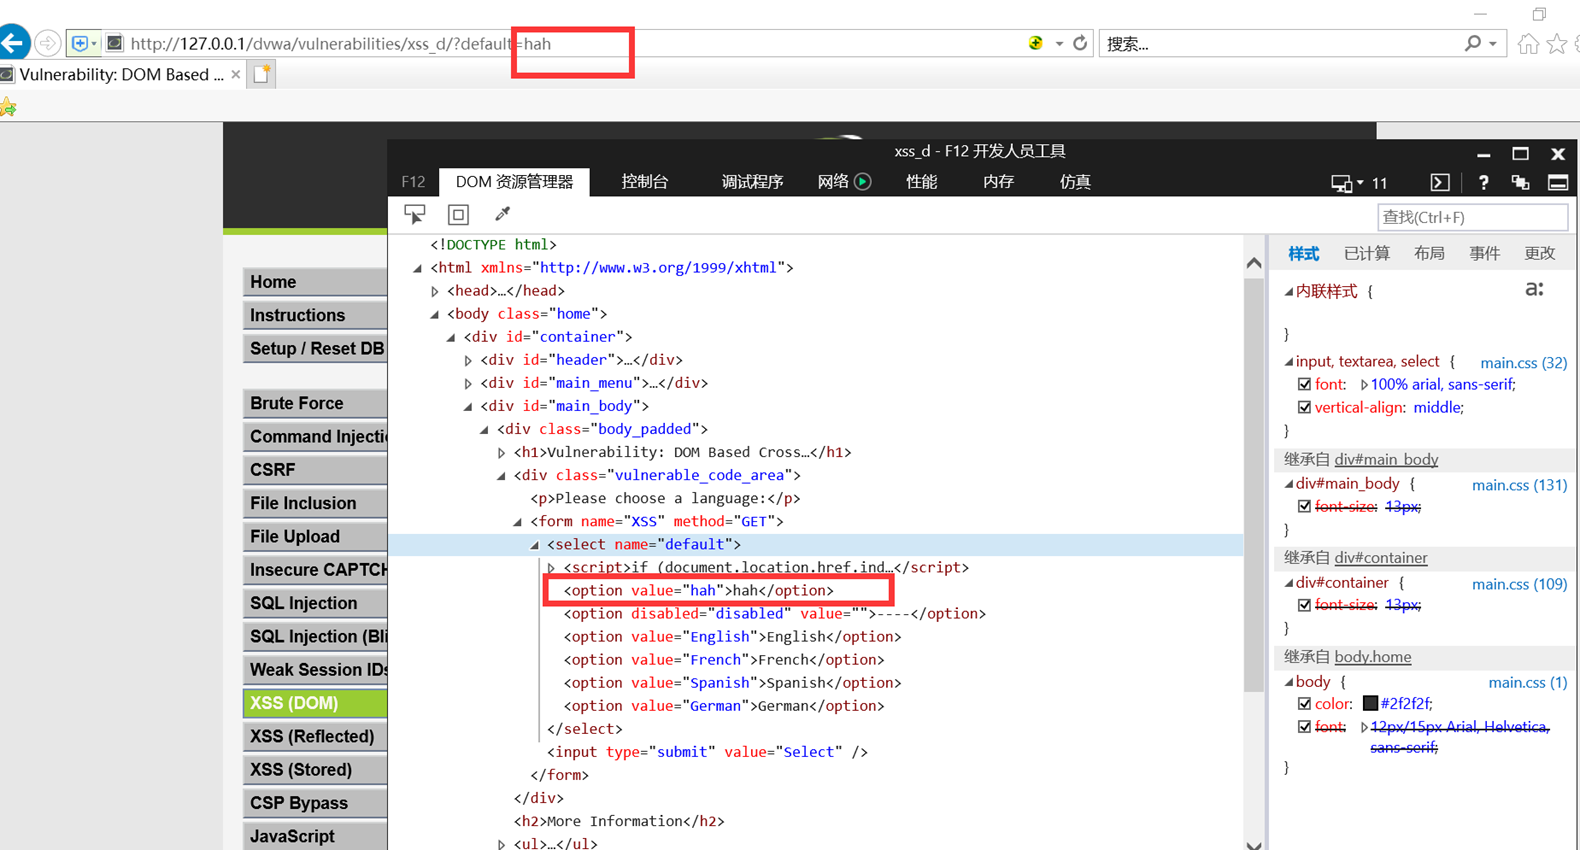 http://127.0.0.1/dvwa/vulnerabilities/xss_d/?default=hah
搜索...
Vulnerability: DOM Based ...
xss_d - F12 开发人员工具
F12
DOM 资源管理器
控制台
调试程序
网络
性能
内存
仿真
11
?
查找(Ctrl+F)
Home
Instructions
Setup / Reset DB
Brute Force
Command Injectio
CSRF
File Inclusion
File Upload
Insecure CAPTCH
SQL Injection
SQL Injection (Bli
Weak Session IDs
XSS (DOM)
XSS (Reflected)
XSS (Stored)
CSP Bypass
JavaScript
<!DOCTYPE html>
<html xmlns="http://www.w3.org/1999/xhtml">
<head>…</head>
<body class="home">
<div id="container">
<div id="header">…</div>
<div id="main_menu">…</div>
<div id="main_body">
<div class="body_padded">
<h1>Vulnerability: DOM Based Cross…</h1>
<div class="vulnerable_code_area">
<p>Please choose a language:</p>
<form name="XSS" method="GET">
<select name="default">
<script>if (document.location.href.ind…</script>
<option value="hah">hah</option>
<option disabled="disabled" value="">----</option>
<option value="English">English</option>
<option value="French">French</option>
<option value="Spanish">Spanish</option>
<option value="German">German</option>
</select>
<input type="submit" value="Select" />
</form>
</div>
<h2>More Information</h2>
<ul>…</ul>
样式
已计算
布局
事件
更改
内联样式 {
a:
}
input, textarea, select { main.css (32)
font: 100% arial, sans-serif;
vertical-align: middle;
}
继承自 div#main_body
div#main_body { main.css (131)
font-size: 13px;
}
继承自 div#container
div#container { main.css (109)
font-size: 13px;
}
继承自 body.home
body { main.css (1)
color: #2f2f2f;
font: 12px/15px Arial, Helvetica,
sans-serif;
}